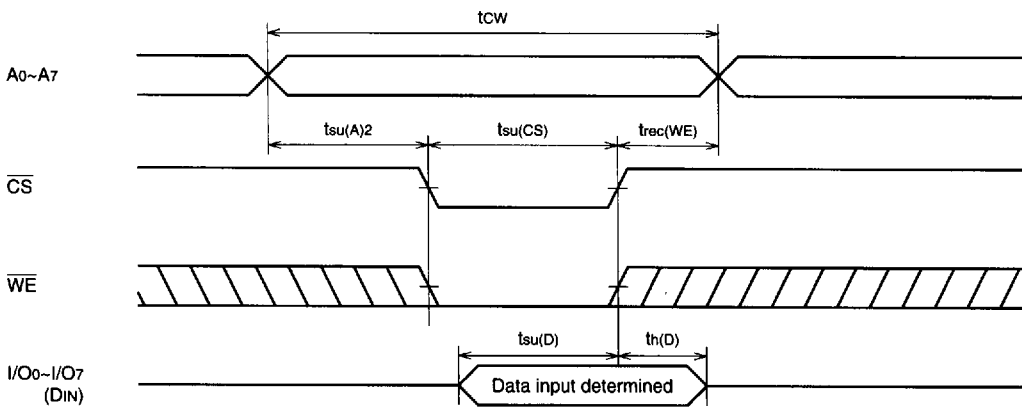 tCW
A0~A7
tsu(A)2 tsu(CS) trec(WE)
CS
WE
tsu(D) th(D)
I/O0~I/O7
(DIN)
Data input determined